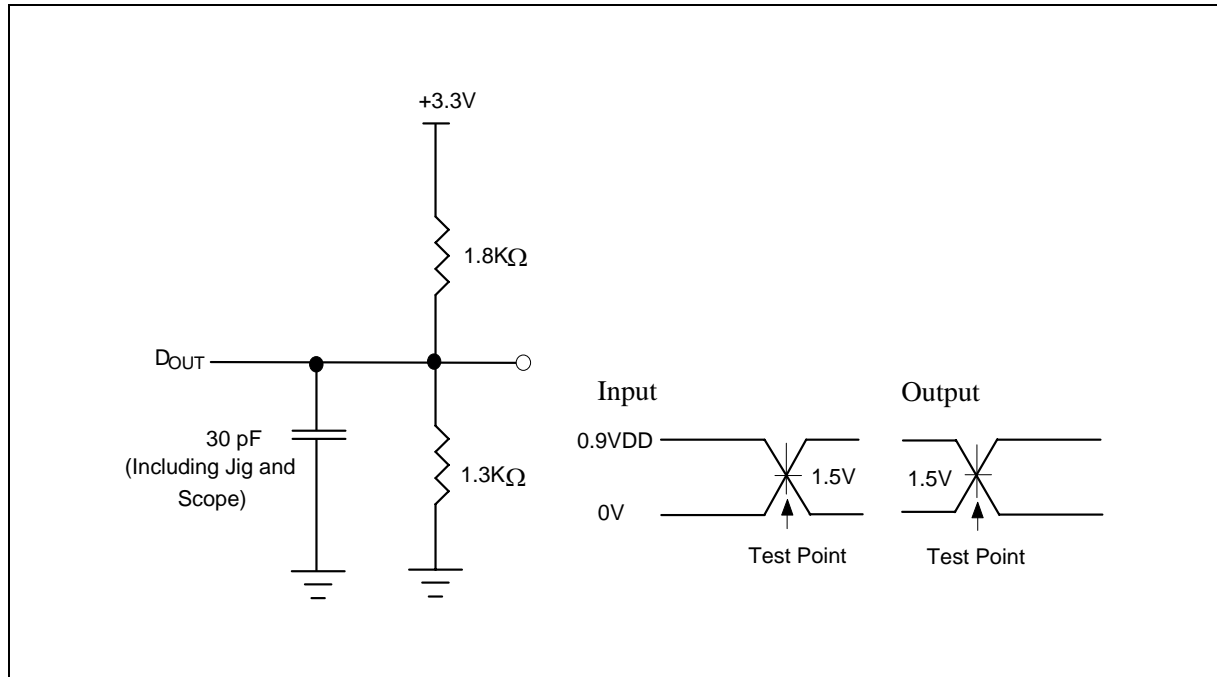 +3.3V
1.8KΩ
DOUT
30 pF
(Including Jig and
Scope)
1.3KΩ
Input
Output
0.9VDD
1.5V
1.5V
0V
Test Point
Test Point